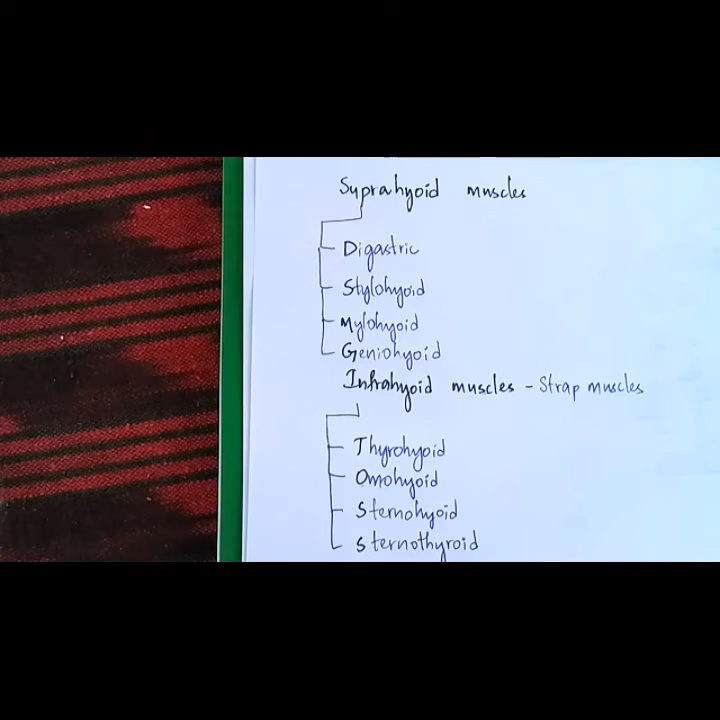 Suprahyoid muscles
Digastric
Stylohyoid
Mylohyoid
Geniohyoid
Infrahyoid muscles - Strap muscles
Thyrohyoid
Omohyoid
Sternohyoid
Sternothyroid